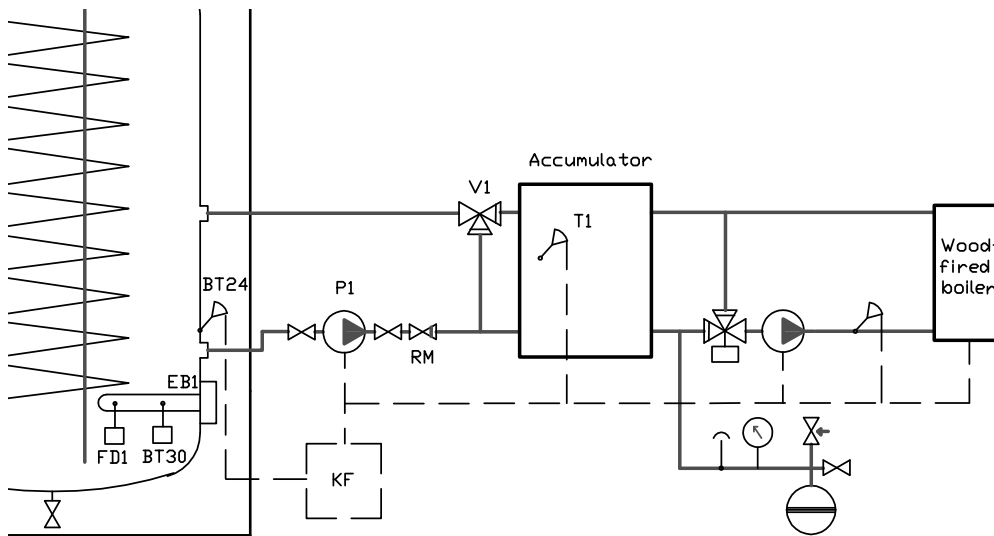 Accumulator
V1
T1
Wood-
fired
boiler
BT24
P1
RM
EB1
FD1
BT30
KF